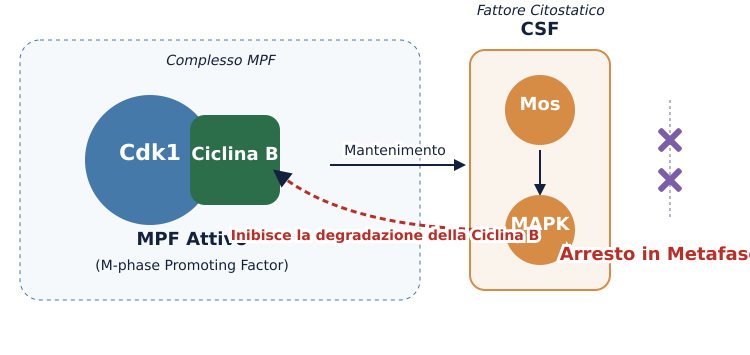 Fattore Citostatico
CSF
Complesso MPF
Mos
Cdk1
Ciclina B
Mantenimento
MAPK
MPF Attivo
Inibisce la degradazione della Ciclina B
Arresto in Metafas
(M-phase Promoting Factor)